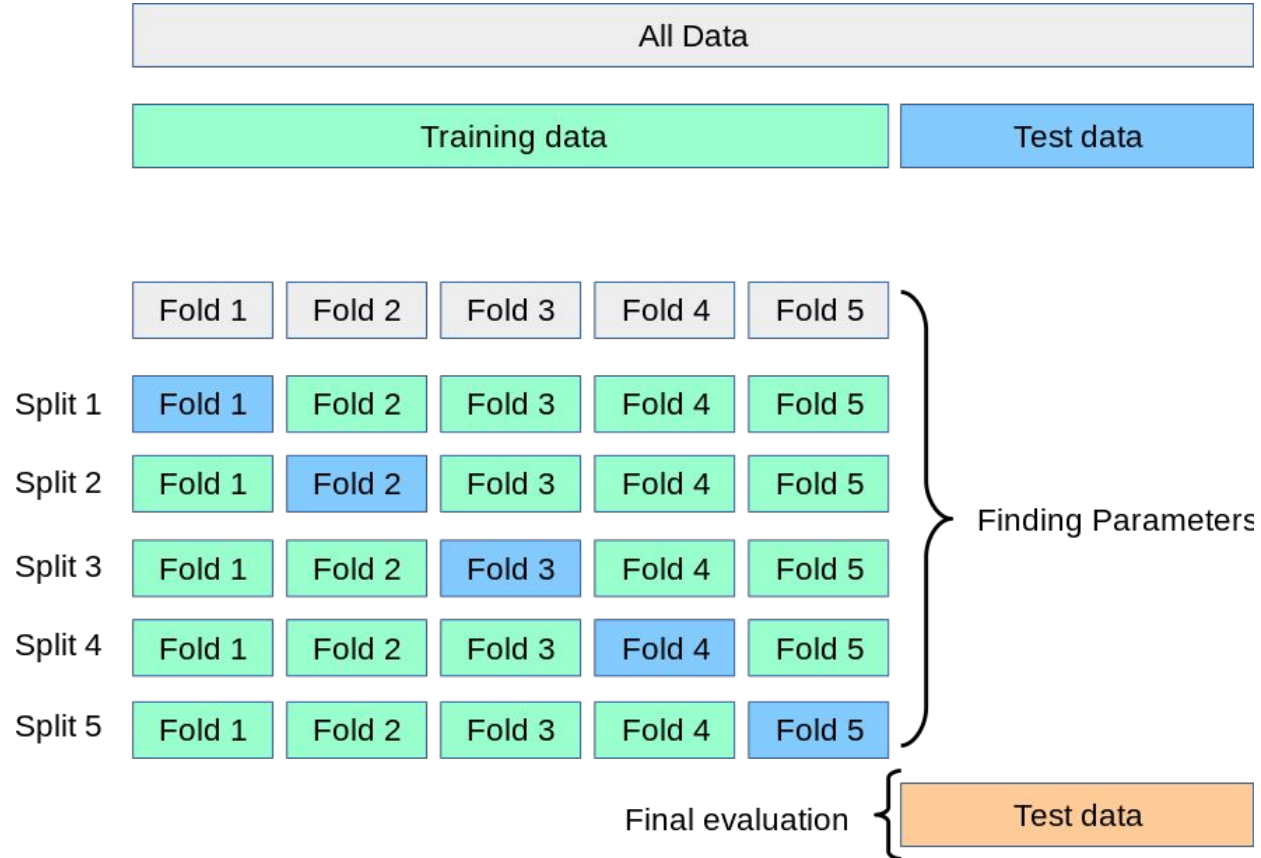 All Data
Training data Test data
Fold 1 Fold 2 Fold 3 Fold 4 Fold 5
Split 1 Fold 1 Fold 2 Fold 3 Fold 4 Fold 5
Split 2 Fold 1 Fold 2 Fold 3 Fold 4 Fold 5
Finding Parameters
Split 3 Fold 1 Fold 2 Fold 3 Fold 4 Fold 5
Split 4 Fold 1 Fold 2 Fold 3 Fold 4 Fold 5
Split 5 Fold 1 Fold 2 Fold 3 Fold 4 Fold 5
Final evaluation Test data